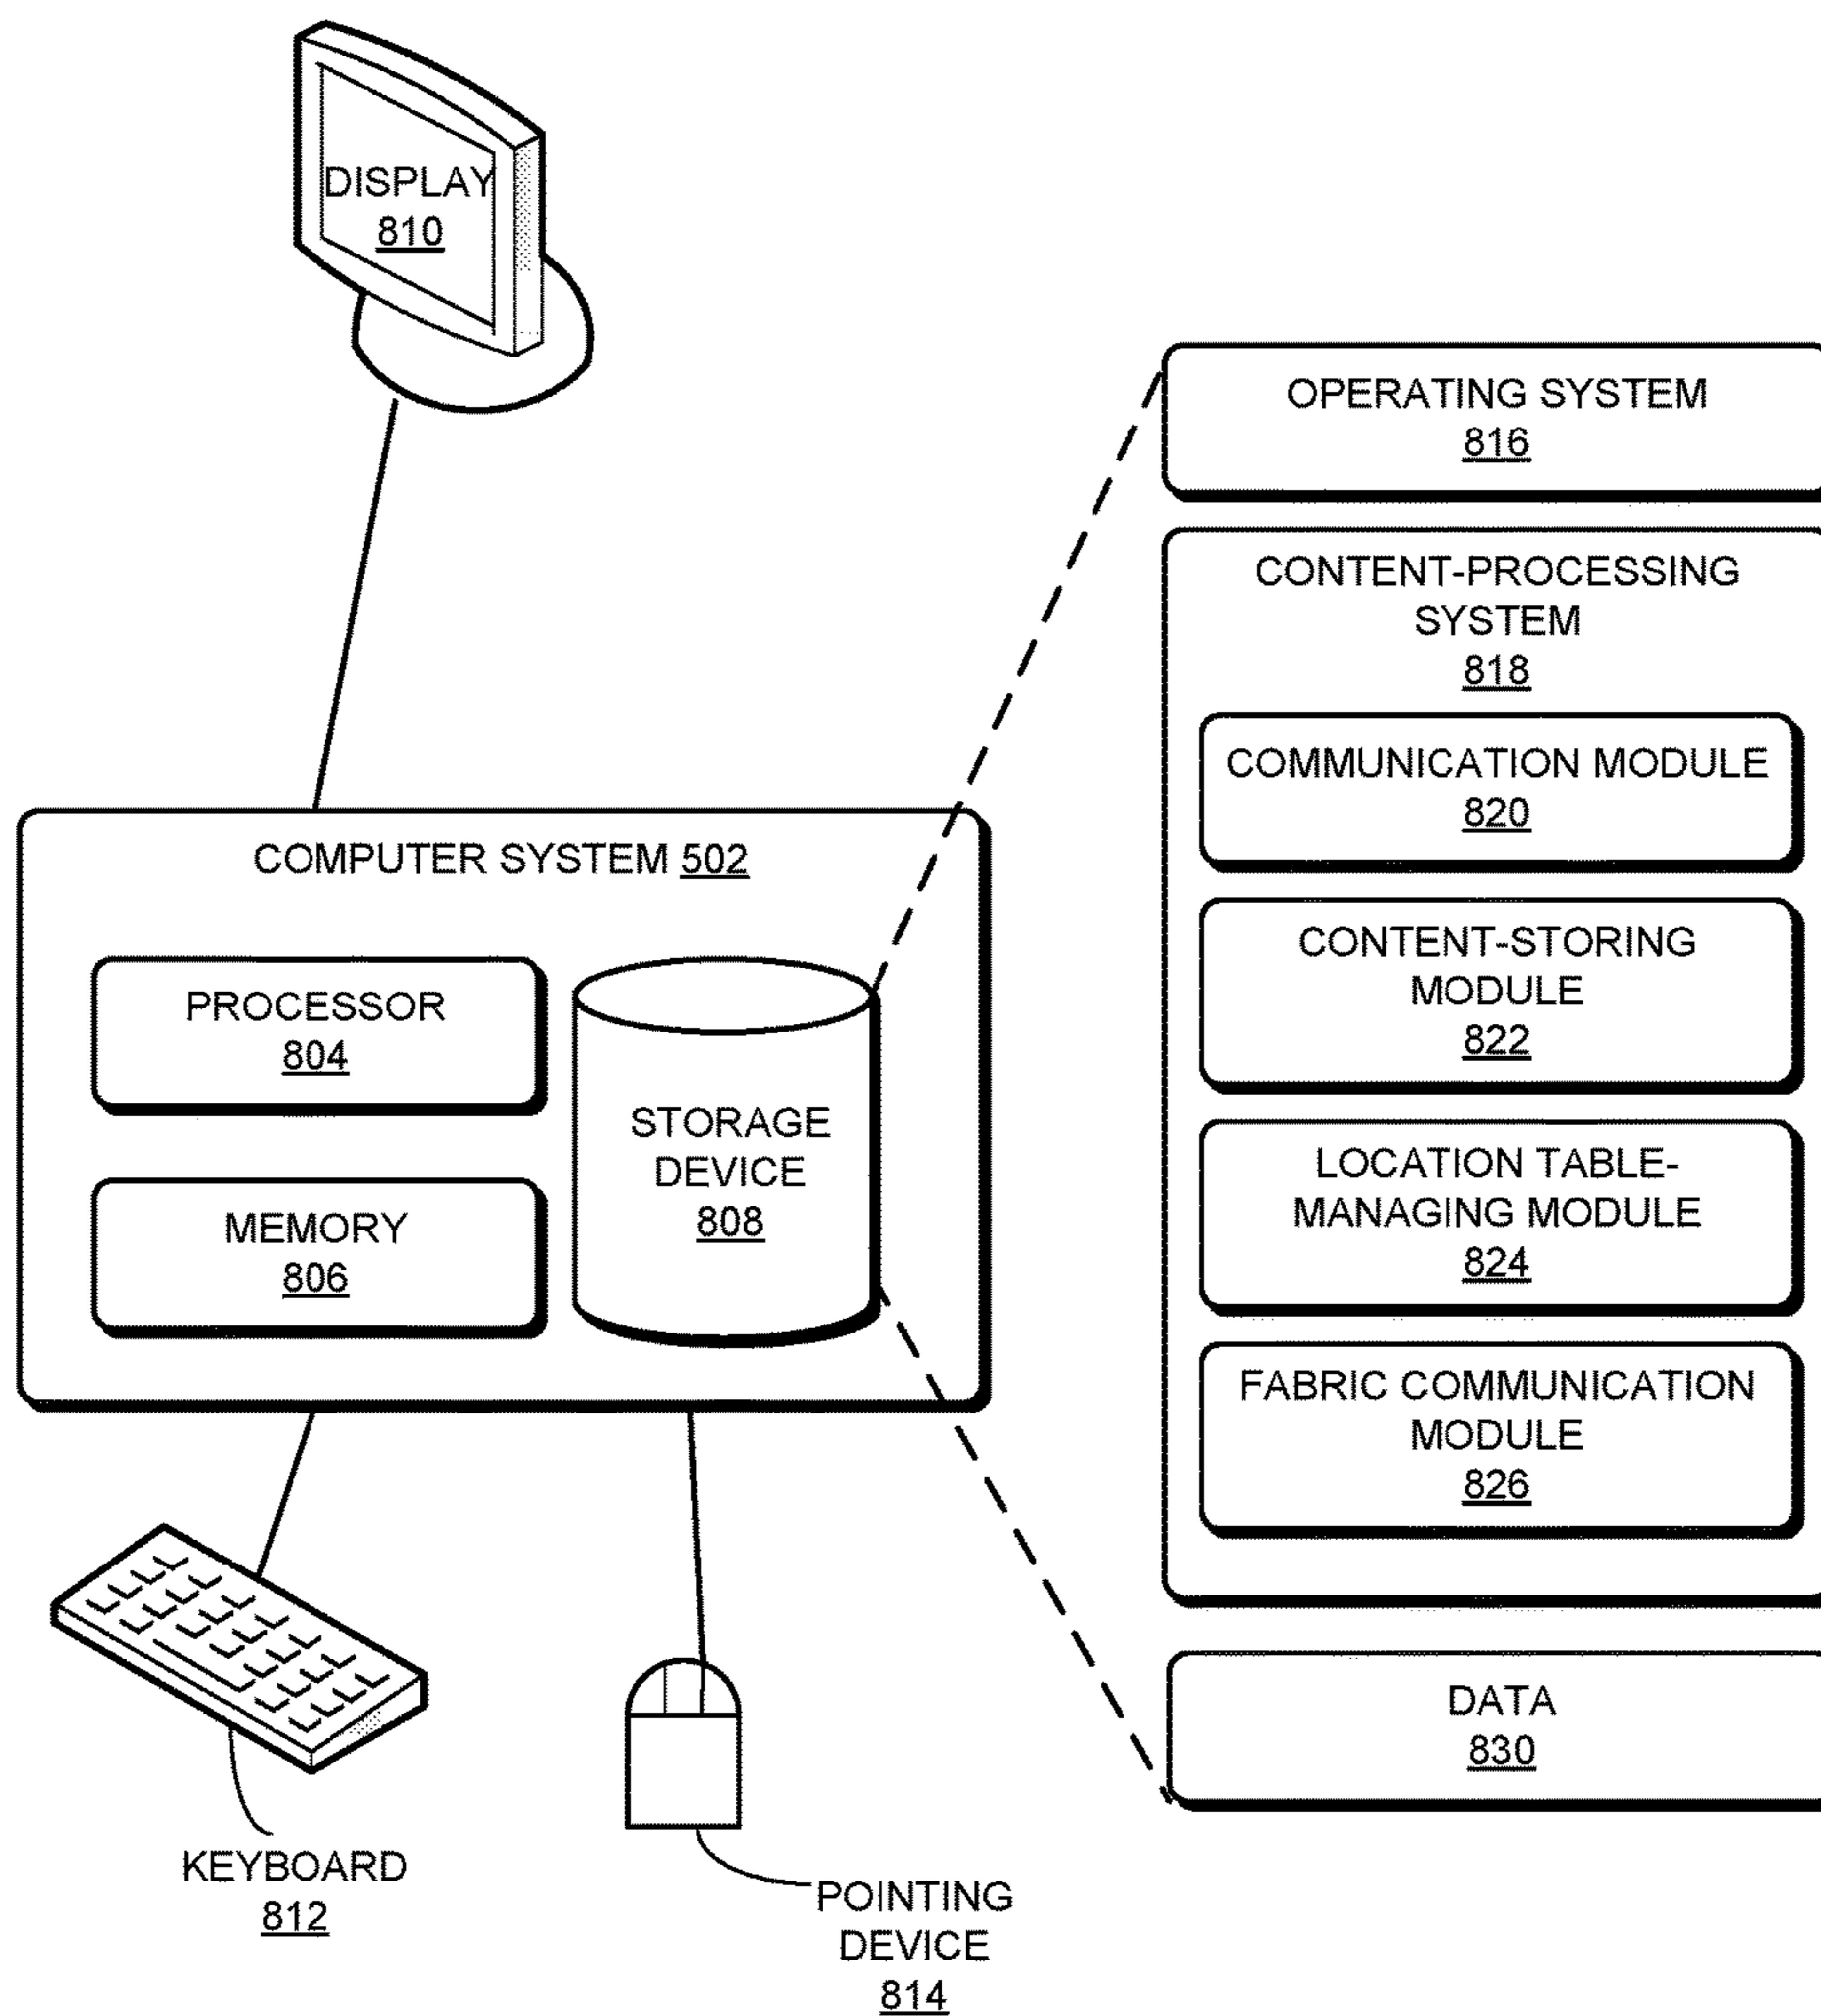 DISPLAY
810
OPERATING SYSTEM
816
CONTENT-PROCESSING
SYSTEM
818
COMMUNICATION MODULE
820
CONTENT-STORING
MODULE
822
LOCATION TABLE-
MANAGING MODULE
824
FABRIC COMMUNICATION
MODULE
826
DATA
830
COMPUTER SYSTEM 502
PROCESSOR
804
MEMORY
806
STORAGE
DEVICE
808
KEYBOARD
812
POINTING
DEVICE
814